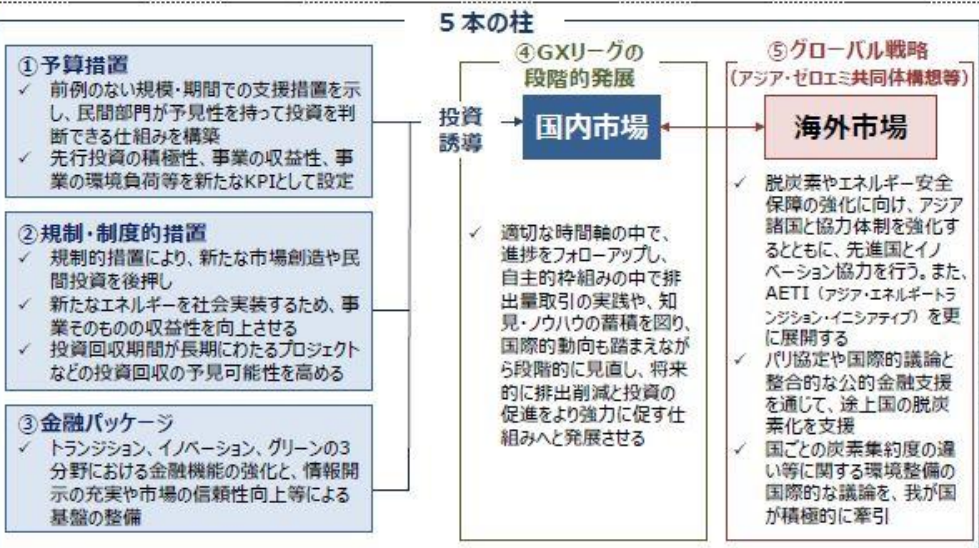 5本の柱
①予算措置
✓ 前例のない規模・期間での支援措置を示
し、民間部門が予見性を持って投資を判
断できる仕組みを構築
✓ 先行投資の積極性、事業の収益性、事
業の環境負荷等を新たなKPIとして設定
②規制・制度的措置
✓ 規制的措置により、新たな市場創造や民
間投資を後押し
✓ 新たなエネルギーを社会実装するため、事
業そのものの収益性を向上させる
✓ 投資回収期間が長期にわたるプロジェクト
などの投資回収の予見可能性を高める
③金融パッケージ
✓ トランジション、イノベーション、グリーンの3
分野における金融機能の強化と、情報開
示の充実や市場の信頼性向上等による
基盤の整備
投資
誘導
④GXリーグの
段階的発展
国内市場
✓ 適切な時間軸の中で、
進捗をフォローアップし、
自主的枠組みの中で排
出量取引の実践や、知
見・ノウハウの蓄積を図り、
国際的動向も踏まえなが
ら段階的に見直し、将来
的に排出削減と投資の
促進をより強力に促す仕
組みへと発展させる
⑤グローバル戦略
(アジア・ゼロエミ共同体構想等)
海外市場
✓ 脱炭素やエネルギー安全
保障の強化に向け、アジア
諸国と協力体制を強化す
るとともに、先進国とイノ
ベーション協力を行う。また、
AETI(アジア・エネルギートラ
ンジション・イニシアティブ)を更
に展開する
✓ パリ協定や国際的議論と
整合的な公的金融支援
を通じて、途上国の脱炭
素化を支援
✓ 国ごとの炭素集約度の違
い等に関する環境整備の
国際的な議論を、我が国
が積極的に牽引